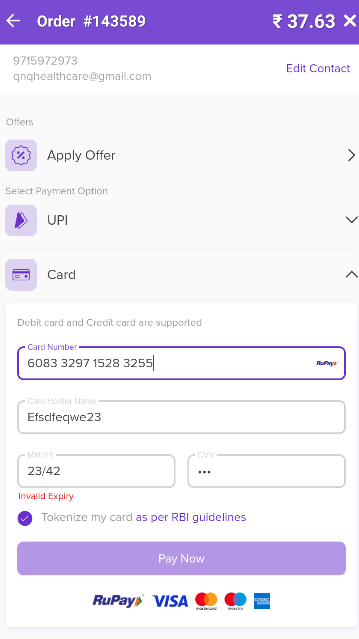 Order #143589
₹ 37.63
9715972973
qnqhealthcare@gmail.com
Edit Contact
Offers
Apply Offer
Select Payment Option
UPI
Card
Debit card and Credit card are supported
Card Number
6083 3297 1528 3255
RuPay
Card Holder Name
Efsdfeqwe23
MM/YY
23/42
CVV
•••
Invalid Expiry
Tokenize my card as per RBI guidelines
Pay Now
RuPay
VISA
mastercard
maestro